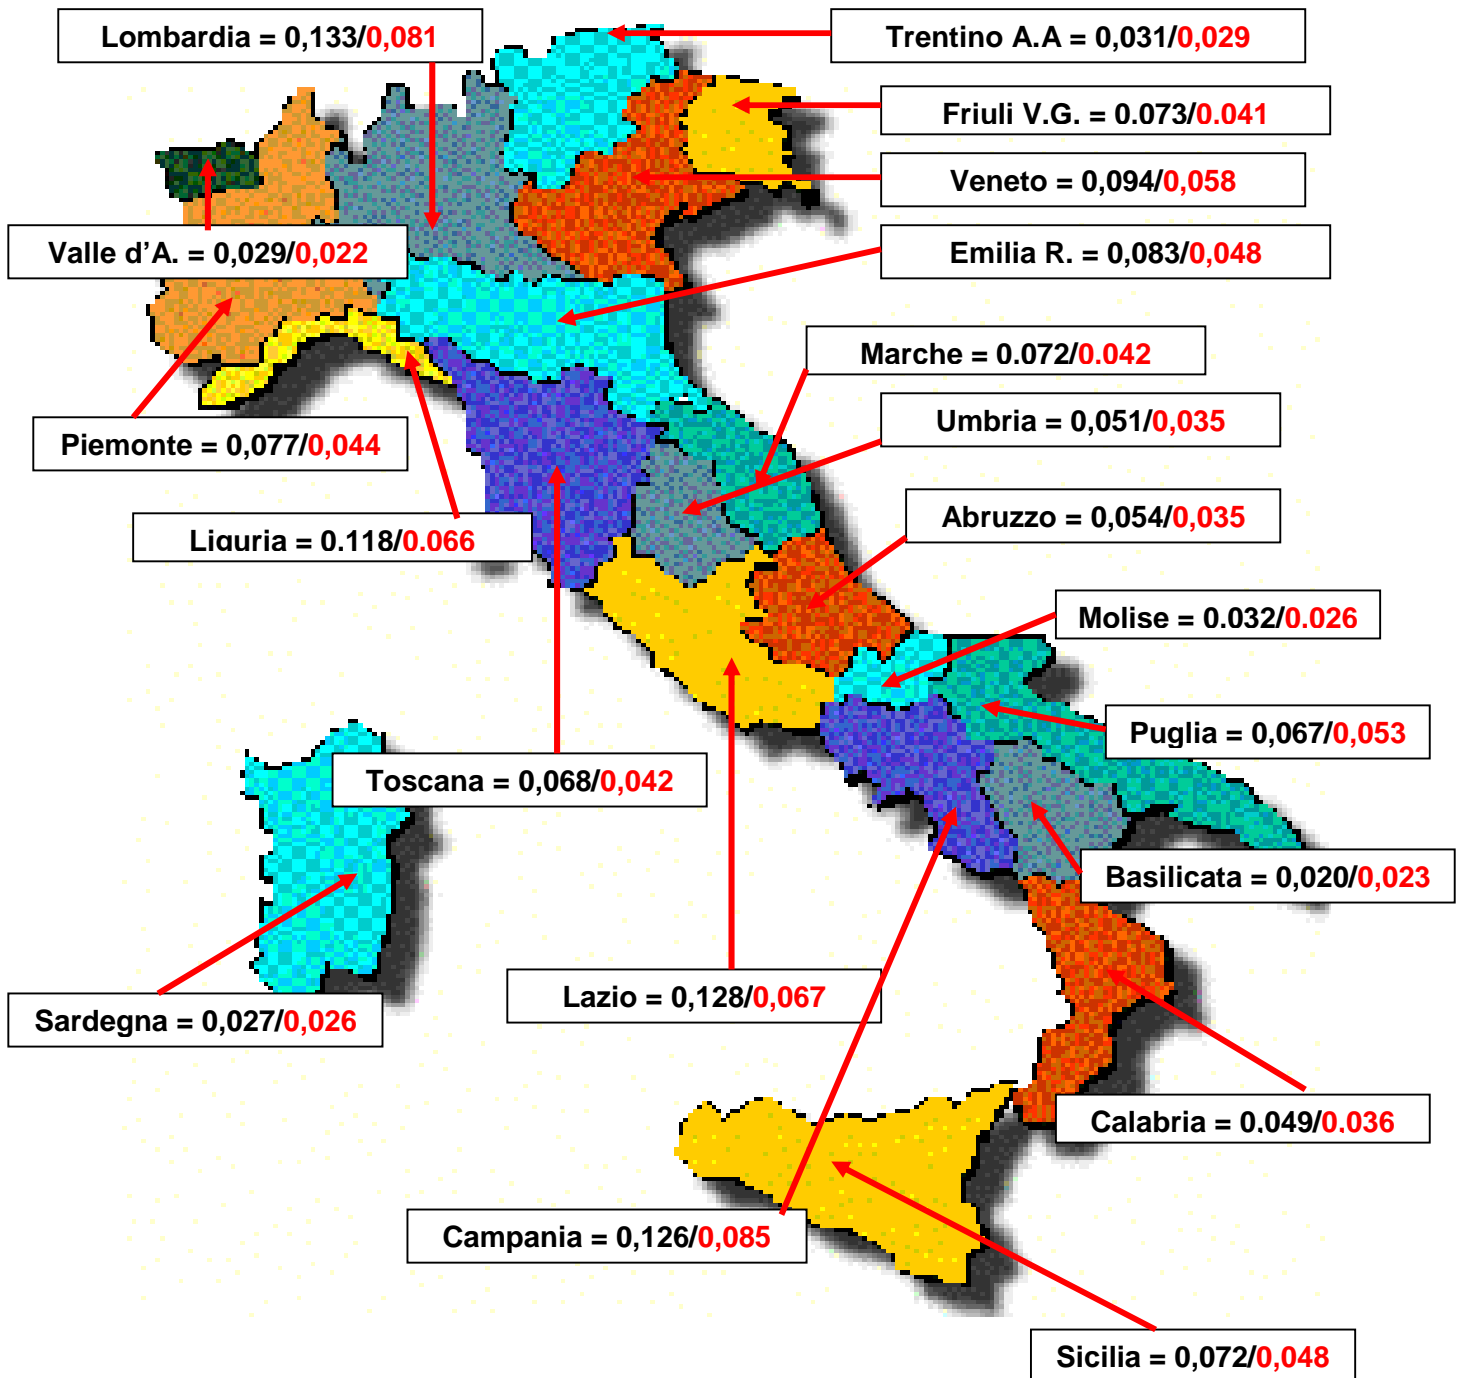 Lombardia = 0,133/0,081
Trentino A.A = 0,031/0,029
Friuli V.G. = 0.073/0.041
Veneto = 0,094/0,058
Valle d'A. = 0,029/0,022
Emilia R. = 0,083/0,048
Marche = 0.072/0.042
Umbria = 0,051/0,035
Piemonte = 0,077/0,044
Abruzzo = 0,054/0,035
Liguria = 0.118/0.066
Molise = 0.032/0.026
Puglia = 0,067/0,053
Toscana = 0,068/0,042
Basilicata = 0,020/0,023
Lazio = 0,128/0,067
Sardegna = 0,027/0,026
Calabria = 0.049/0.036
Campania = 0,126/0,085
Sicilia = 0,072/0,048